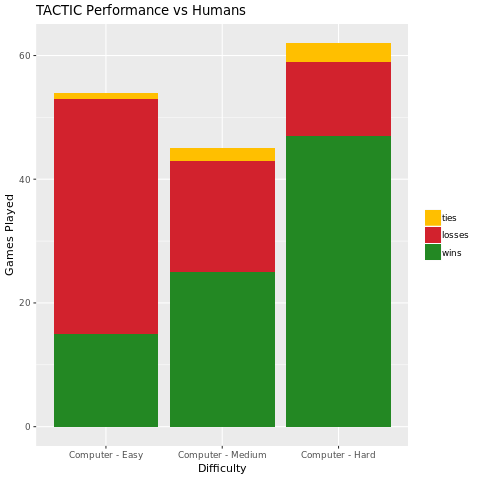 TACTIC Performance vs Humans
Games Played
60
40
20
0
Computer - Easy
Computer - Medium
Computer - Hard
Difficulty
ties
losses
wins